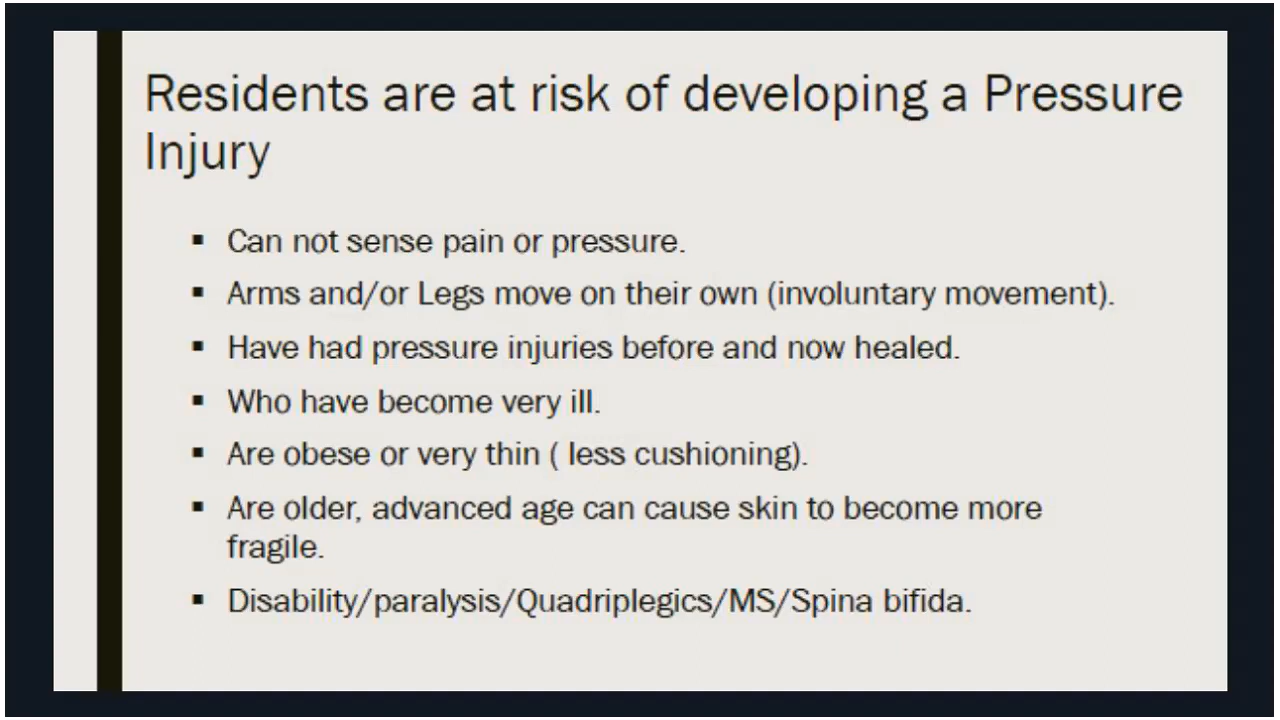 Residents are at risk of developing a Pressure
Injury
▪ Can not sense pain or pressure.
▪ Arms and/or Legs move on their own (involuntary movement).
▪ Have had pressure injuries before and now healed.
▪ Who have become very ill.
▪ Are obese or very thin ( less cushioning).
▪ Are older, advanced age can cause skin to become more
fragile.
▪ Disability/paralysis/Quadriplegics/MS/Spina bifida.